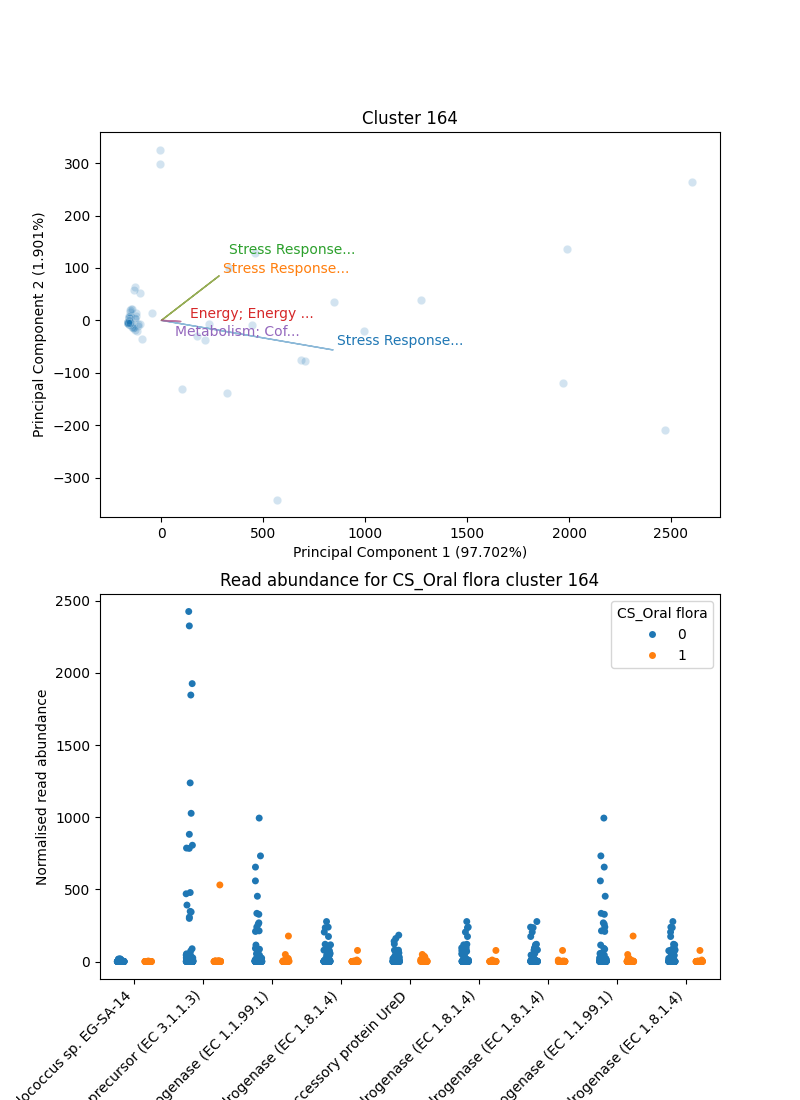 Cluster 164
300
200
100
0
−100
−200
−300
Principal Component 2 (1.901%)
Stress Response...
Stress Response...
Energy; Energy ...
Metabolism; Cof...
Stress Response...
0 500 1000 1500 2000 2500
Principal Component 1 (97.702%)
Read abundance for CS_Oral flora cluster 164
2500
2000
1500
1000
500
0
Normalised read abundance
CS_Oral flora
0
1
lococcus sp. EG-SA-14
precursor (EC 3.1.1.3)
ogenase (EC 1.1.99.1)
drogenase (EC 1.8.1.4)
ccessory protein UreD
drogenase (EC 1.8.1.4)
drogenase (EC 1.8.1.4)
ogenase (EC 1.1.99.1)
drogenase (EC 1.8.1.4)